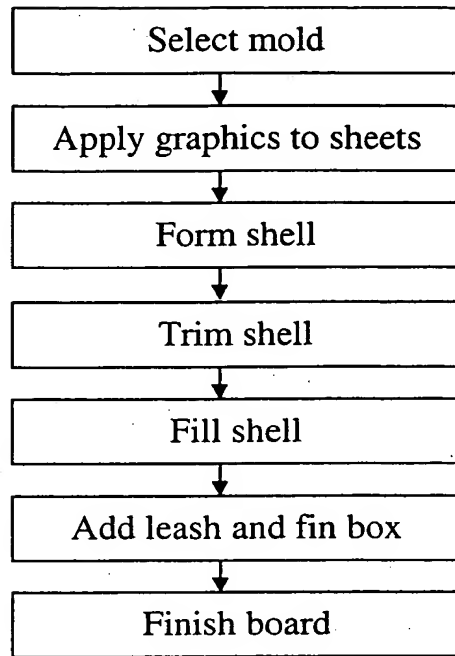 Select mold
Apply graphics to sheets
Form shell
Trim shell
Fill shell
Add leash and fin box
Finish board